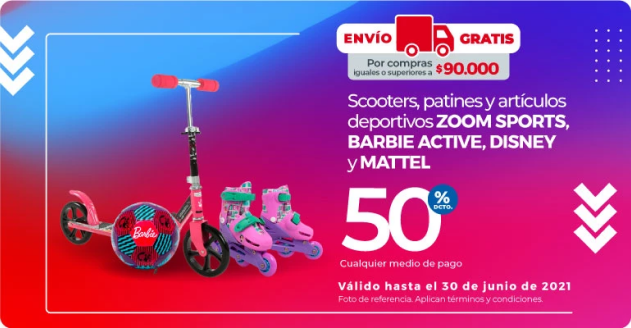 ENVÍO GRATIS
Por compras
iguales o superiores a $90.000
Scooters, patines y artículos
deportivos ZOOM SPORTS,
BARBIE ACTIVE, DISNEY
y MATTEL
50 % DCTO.
Cualquier medio de pago
Válido hasta el 30 de junio de 2021
Foto de referencia. Aplican términos y condiciones.
Barbie